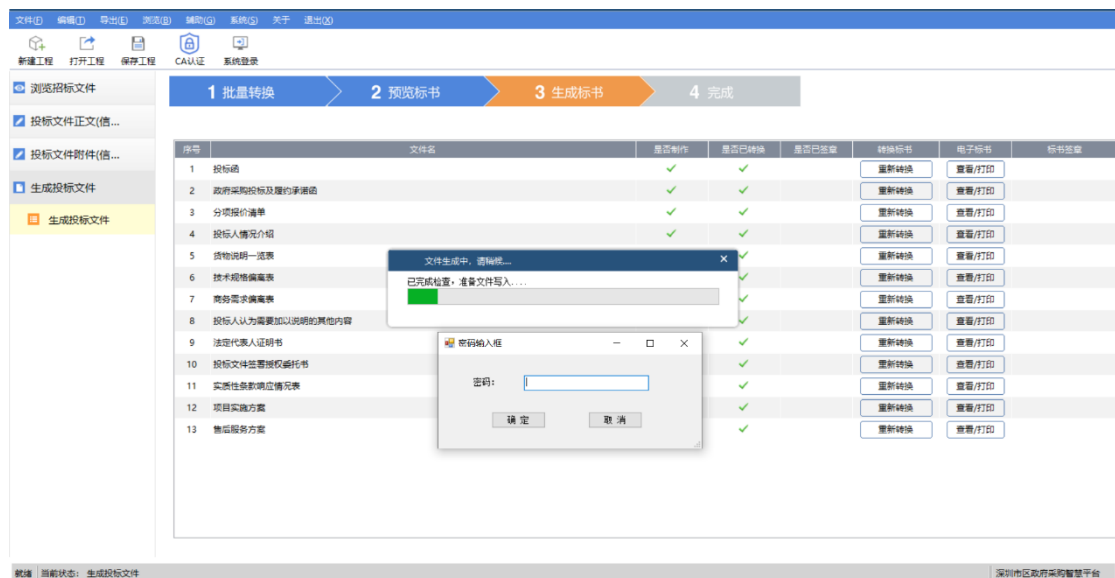 文件(F) 编辑(I) 导出(E) 浏览(B) 辅助(G) 系统(S) 关于 退出(X)
新建工程 打开工程 保存工程 CA认证 系统登录
浏览招标文件
投标文件正文(信...
投标文件附件(信...
生成投标文件
生成投标文件
1 批量转换 2 预览标书 3 生成标书 4 完成
序号 文件名 是否制作 是否已转换 是否已签章 转换标书 电子标书 标书签章
1 投标函 重新转换 查看/打印
2 政府采购投标及履约承诺函 重新转换 查看/打印
3 分项报价清单 重新转换 查看/打印
4 投标人情况介绍 重新转换 查看/打印
5 货物说明一览表 重新转换 查看/打印
6 技术规格偏离表 重新转换 查看/打印
7 商务需求偏离表 重新转换 查看/打印
8 投标人认为需要加以说明的其他内容 重新转换 查看/打印
9 法定代表人证明书 重新转换 查看/打印
10 投标文件签署授权委托书 重新转换 查看/打印
11 实质性条款响应情况表 重新转换 查看/打印
12 项目实施方案 重新转换 查看/打印
13 售后服务方案 重新转换 查看/打印
文件生成中，请稍候...
已完成检查，准备文件写入....
密码输入框
密码：
确定 取消
就绪 当前状态： 生成投标文件 深圳市区政府采购智慧平台